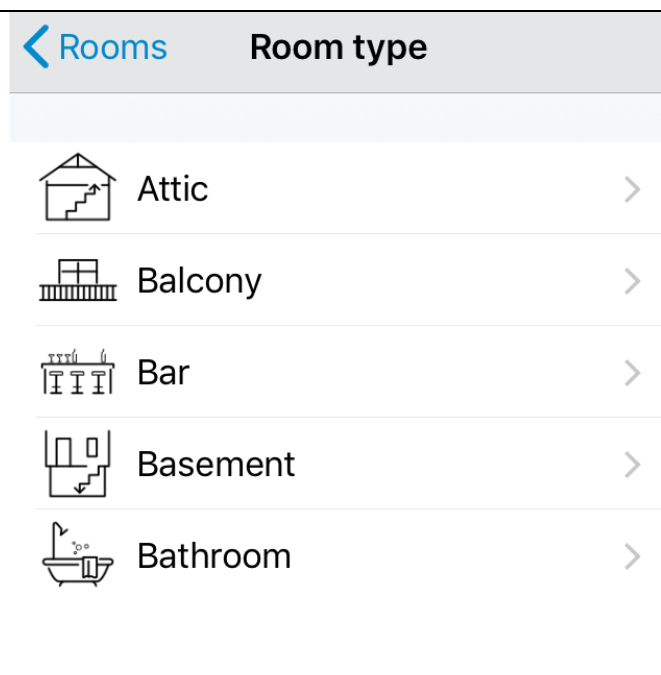 Rooms Room type
Attic
Balcony
Bar
Basement
Bathroom